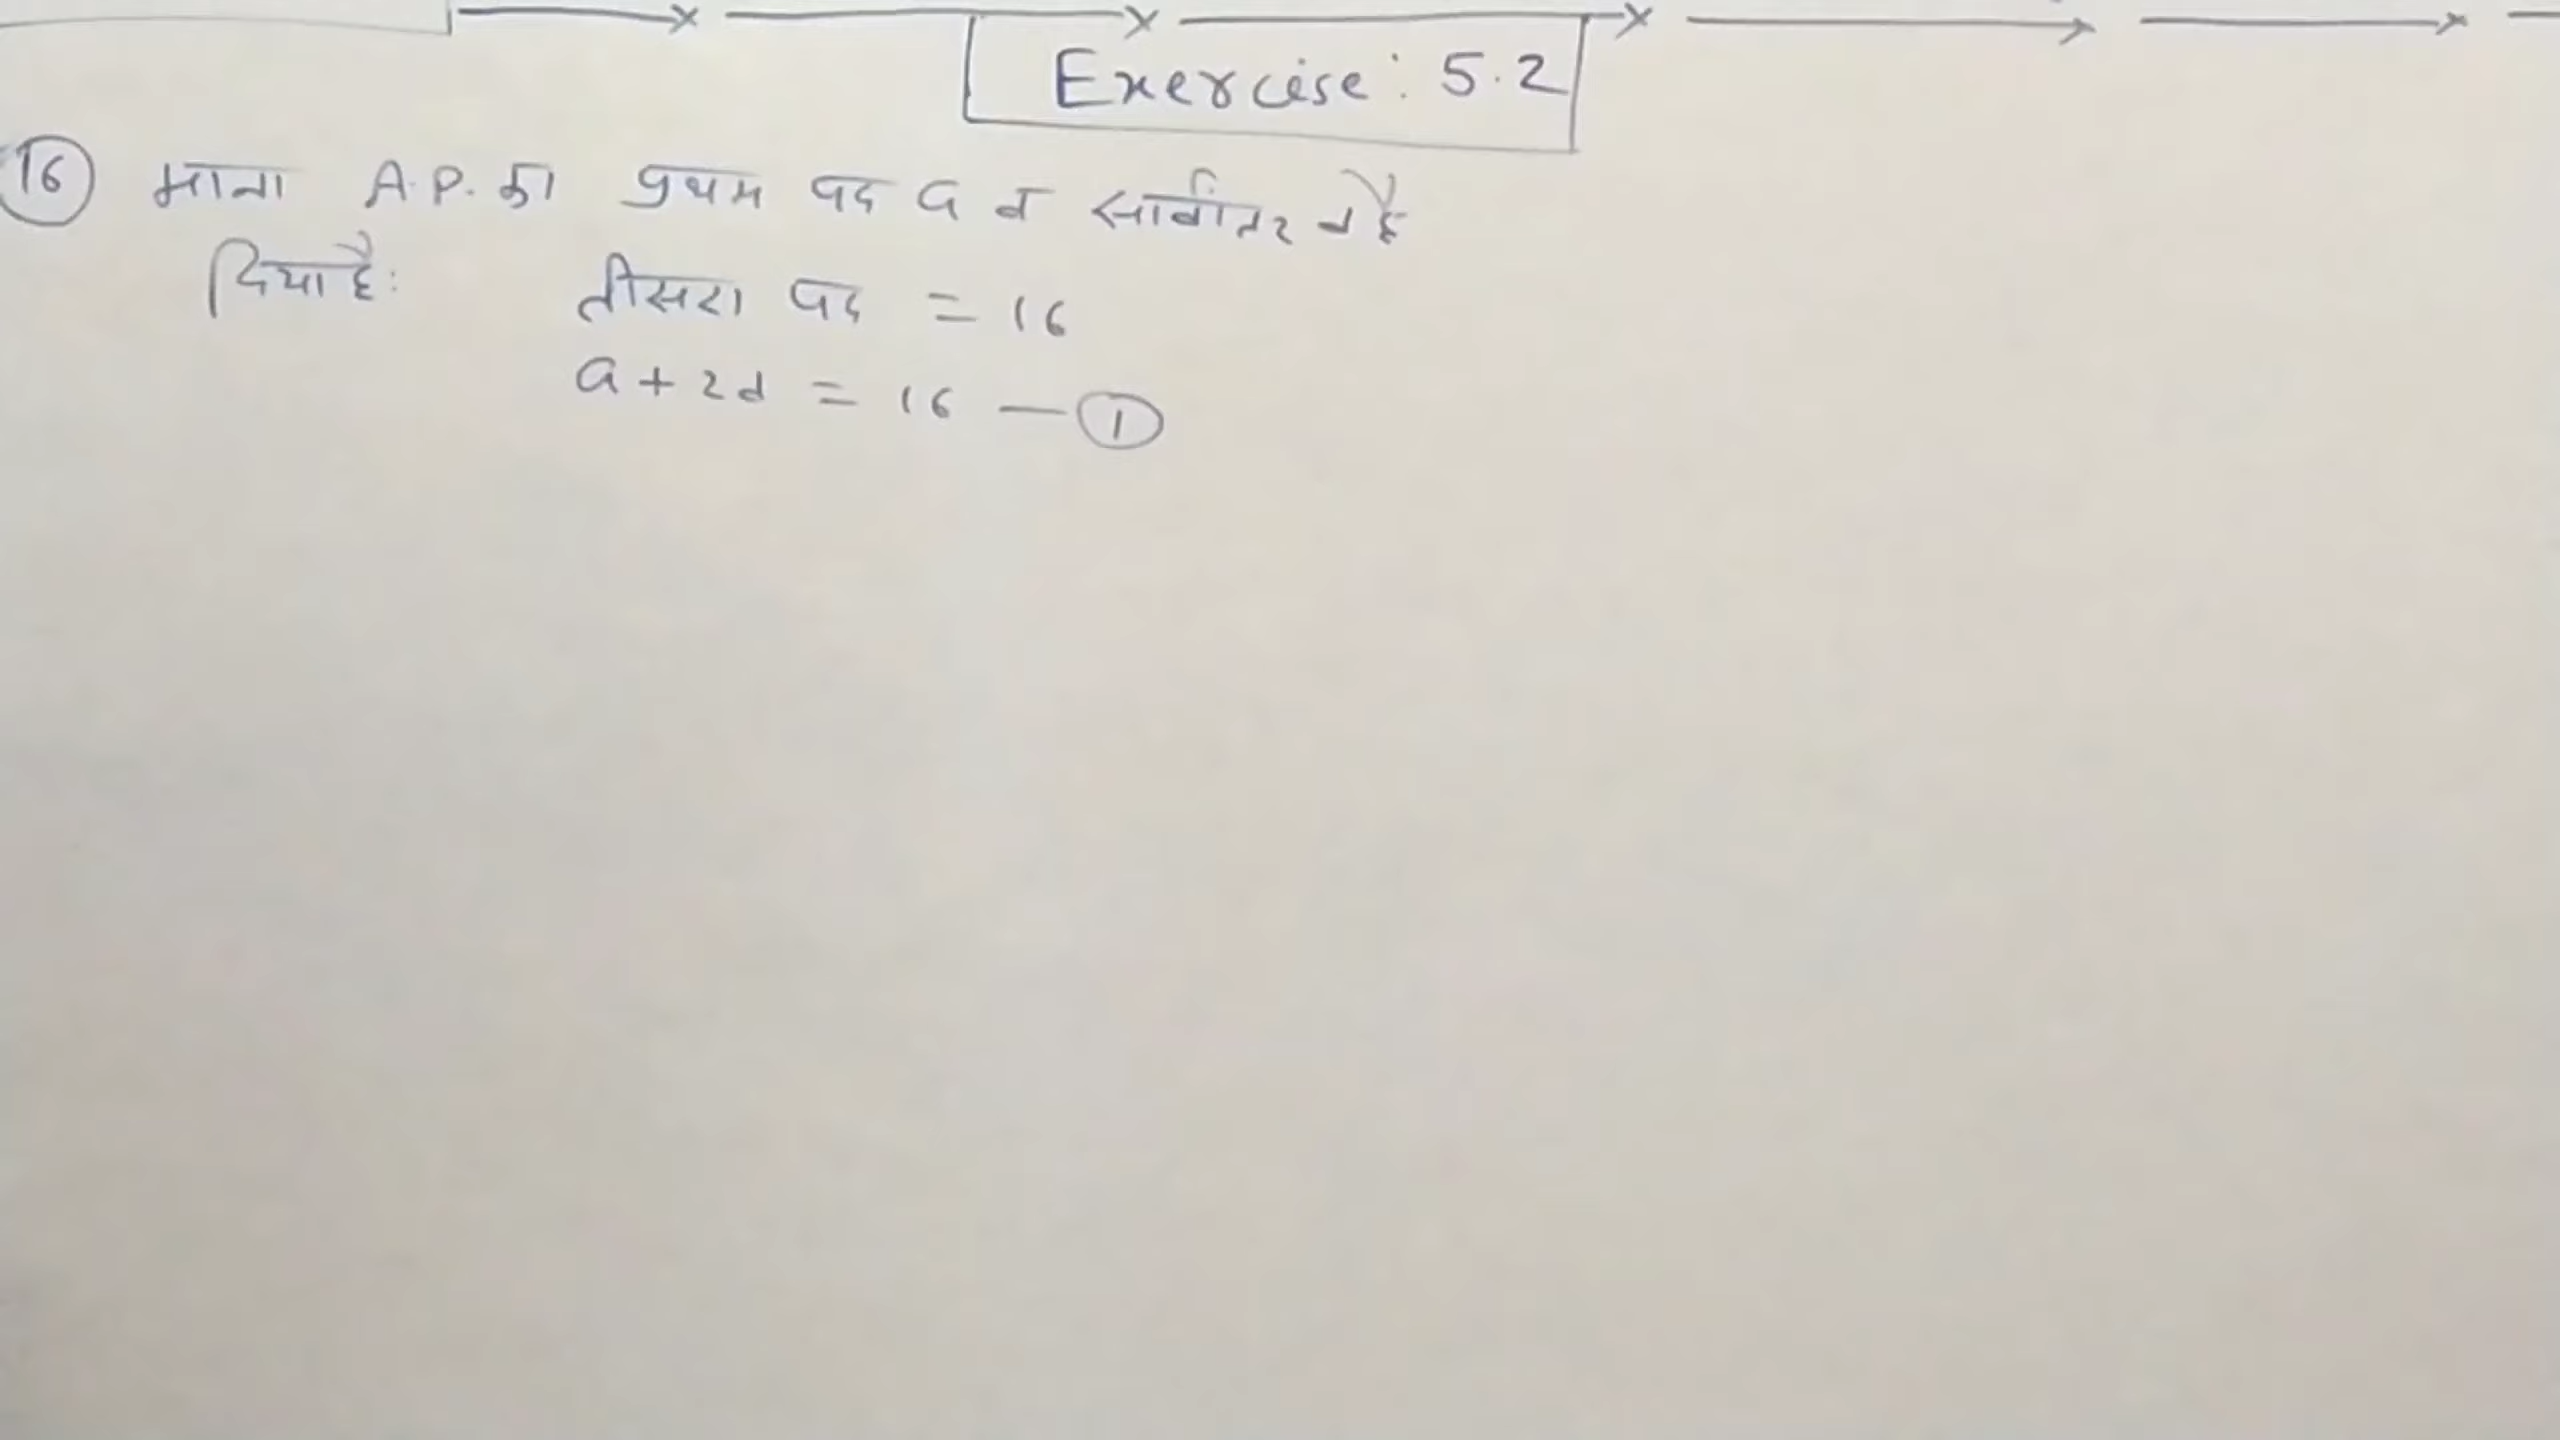 Exercise: 5.2
16 माना A.P. का प्रथम पद a व सार्वांतर d है
दिया है: तीसरा पद = 16
a + 2d = 16 — 1